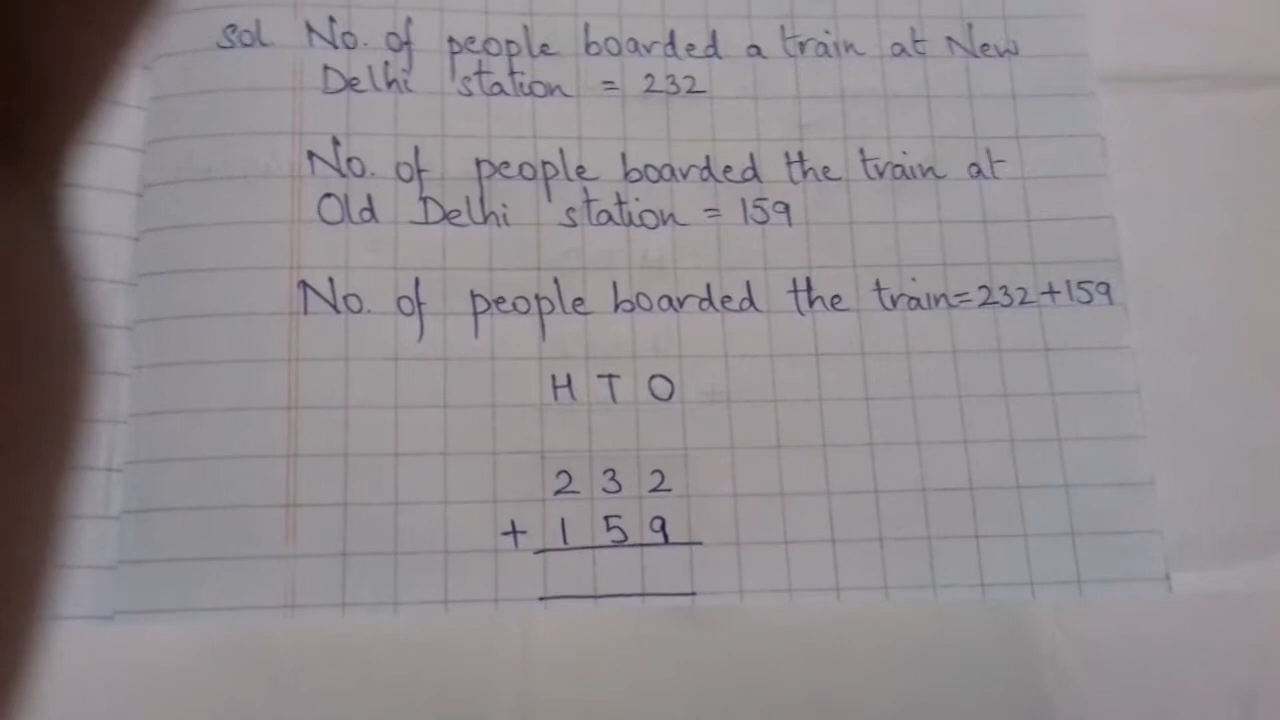 Sol No. of people boarded a train at New
Delhi station = 232
No. of people boarded the train at
Old Delhi station = 159
No. of people boarded the train=232+159
H T O
2 3 2
+ 1 5 9